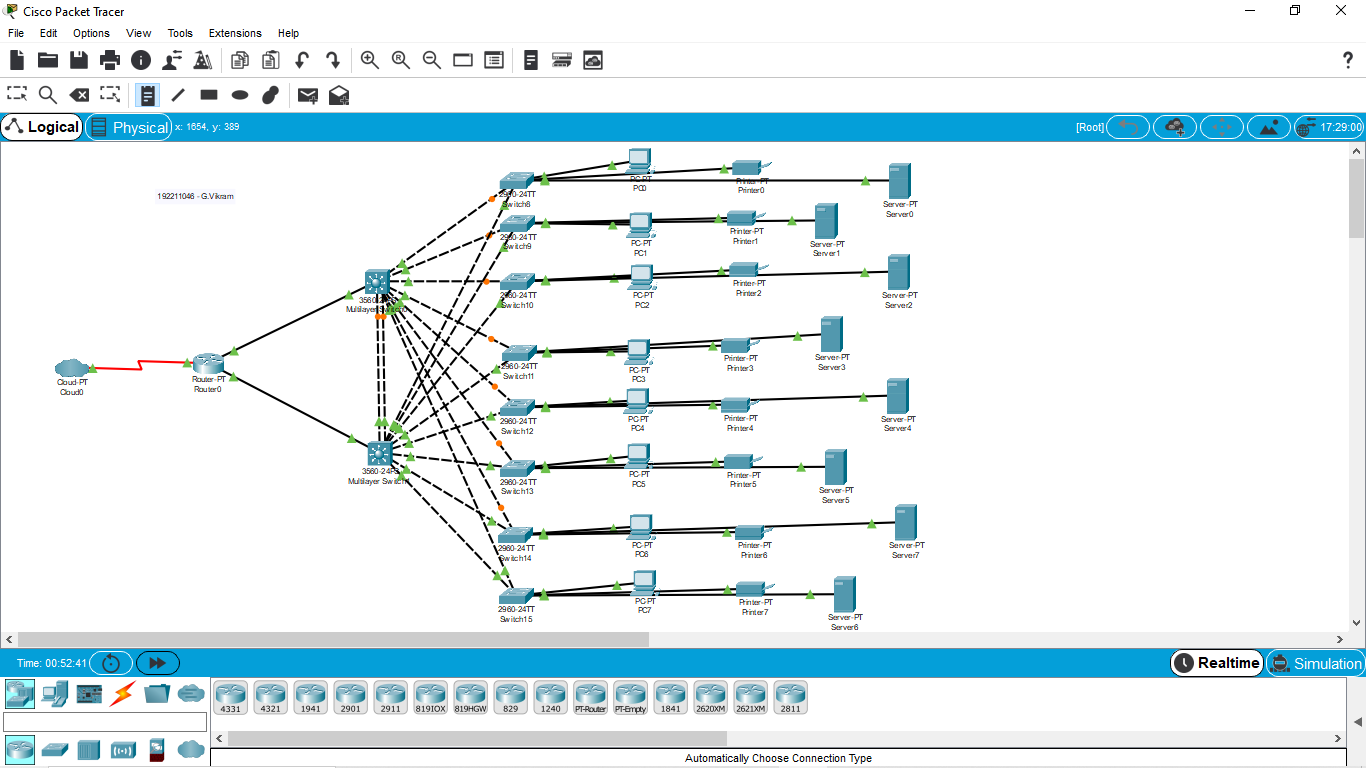 Cisco Packet Tracer
File Edit Options View Tools Extensions Help
?
Logical
Physical
x: 1654, y: 389
[Root]
17:29:00
192211046 - G.Vikram
Cloud-PT
Cloud0
Router-PT
Router0
Multilayer Switch0
3560-24PS
2960-24TT
Switch8
PC-PT
PC0
Printer-PT
Printer0
Server-PT
Server0
2960-24TT
Switch9
PC-PT
PC1
Printer-PT
Printer1
Server-PT
Server1
2960-24TT
Switch10
PC-PT
PC2
Printer-PT
Printer2
Server-PT
Server2
2960-24TT
Switch11
PC-PT
PC3
Printer-PT
Printer3
Server-PT
Server3
2960-24TT
Switch12
PC-PT
PC4
Printer-PT
Printer4
Server-PT
Server4
2960-24TT
Switch13
PC-PT
PC5
Printer-PT
Printer5
Server-PT
Server5
2960-24TT
Switch14
PC-PT
PC6
Printer-PT
Printer6
Server-PT
Server7
2960-24TT
Switch15
PC-PT
PC7
Printer-PT
Printer7
Server-PT
Server6
Time: 00:52:41
Realtime
Simulation
4331 4321 1941 2901 2911 819IOX 819HGW 829 1240 PT-Router PT-Empty 1841 2620XM 2621XM 2811
Automatically Choose Connection Type